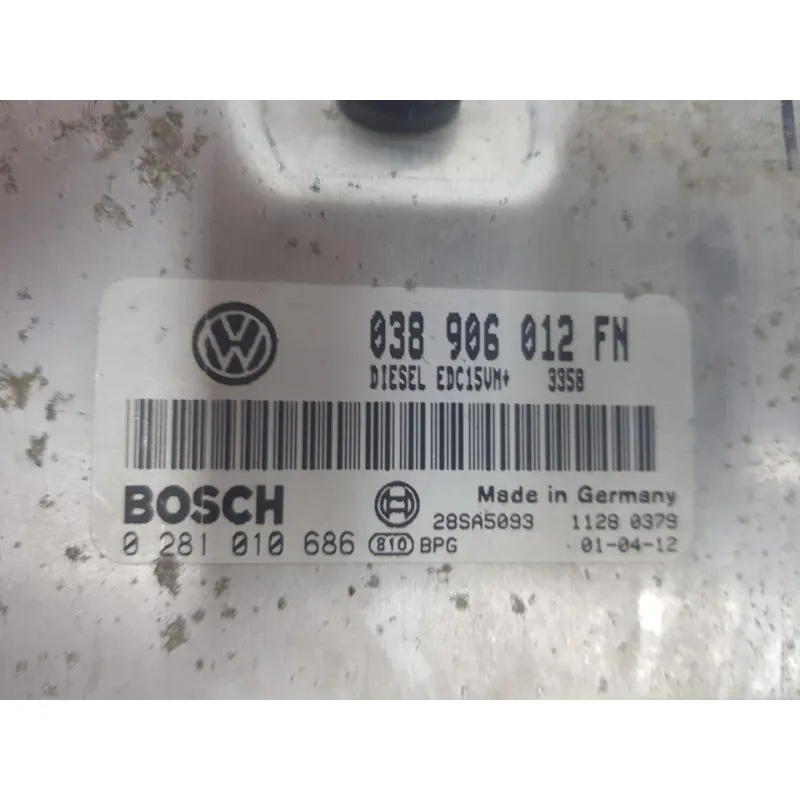 038 906 012 FN
DIESEL EDC15VM+ 3358
BOSCH
Made in Germany
28SA5093 1128 0379
0 281 010 686 810 BPG 01-04-12